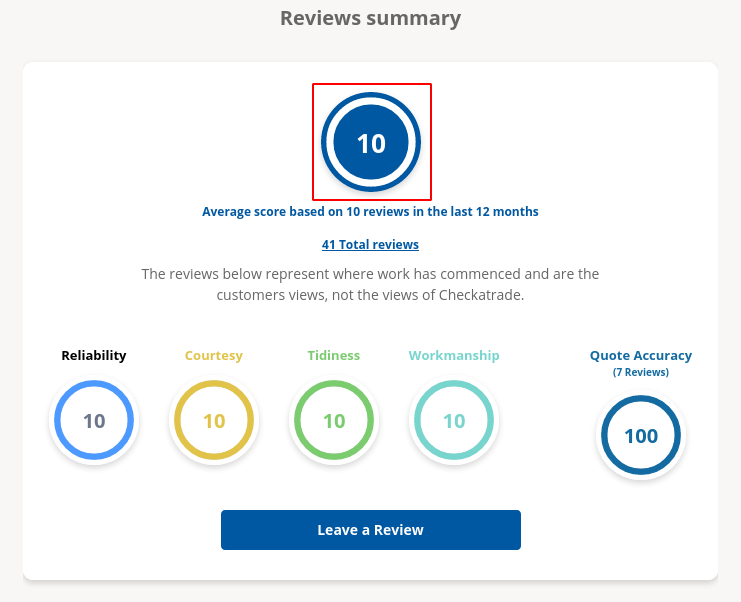 Reviews summary
10
Average score based on 10 reviews in the last 12 months
41 Total reviews
The reviews below represent where work has commenced and are the
customers views, not the views of Checkatrade.
Reliability
10
Courtesy
10
Tidiness
10
Workmanship
10
Quote Accuracy
(7 Reviews)
100
Leave a Review